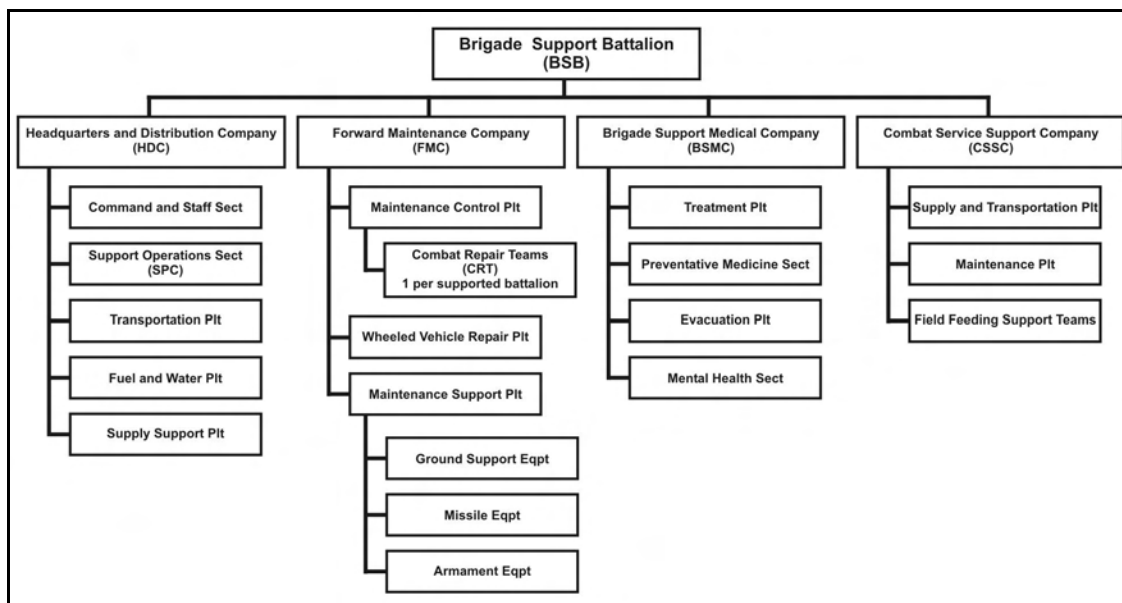 Brigade Support Battalion
(BSB)
Headquarters and Distribution Company
(HDC)
Command and Staff Sect
Support Operations Sect
(SPC)
Transportation Plt
Fuel and Water Plt
Supply Support Plt
Forward Maintenance Company
(FMC)
Maintenance Control Plt
Combat Repair Teams
(CRT)
1 per supported battalion
Wheeled Vehicle Repair Plt
Maintenance Support Plt
Ground Support Eqpt
Missile Eqpt
Armament Eqpt
Brigade Support Medical Company
(BSMC)
Treatment Plt
Preventative Medicine Sect
Evacuation Plt
Mental Health Sect
Combat Service Support Company
(CSSC)
Supply and Transportation Plt
Maintenance Plt
Field Feeding Support Teams